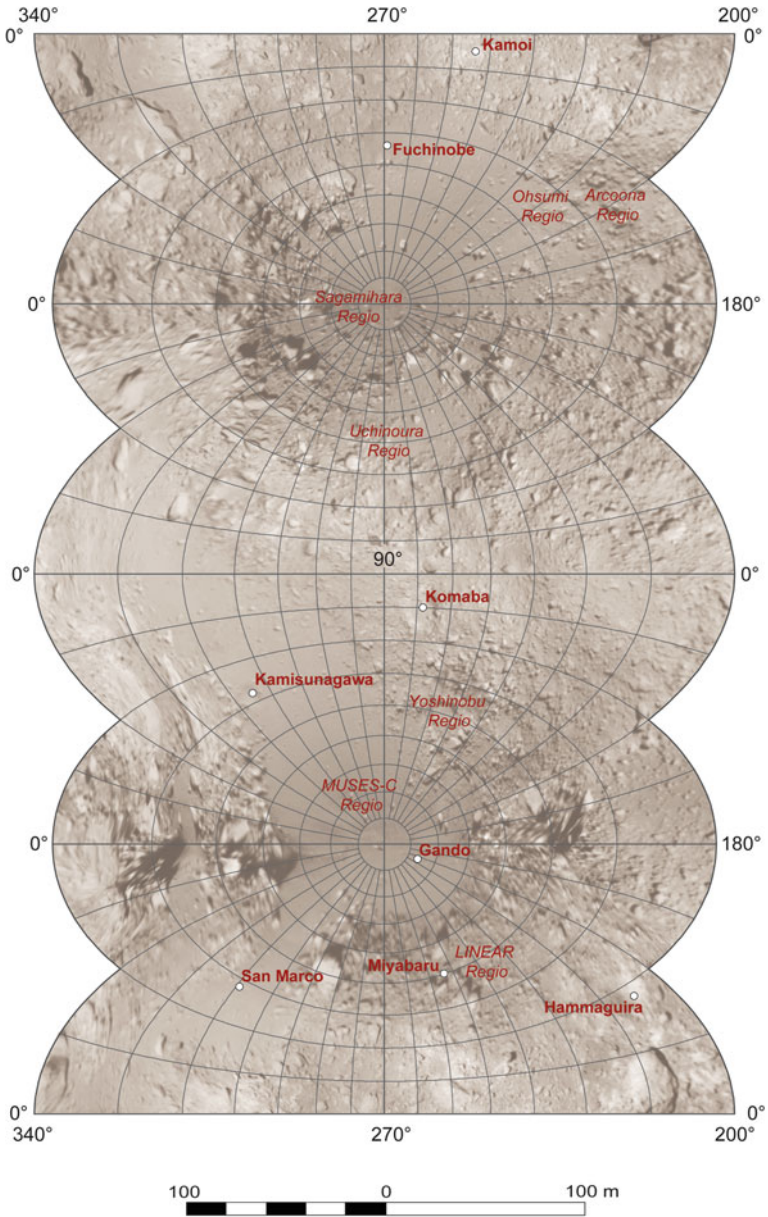 340° 270° 200°
0° 0°
Kamoi
Fuchinobe
Ohsumi Arcoona
Regio Regio
Sagamihara
Regio
0° 180°
Uchinoura
Regio
90°
0° 0°
Komaba
Kamisunagawa
Yoshinobu
Regio
MUSES-C
Regio
0° 180°
Gando
LINEAR
Regio
Miyabaru
San Marco
Hammaguira
0° 0°
340° 270° 200°
100 0 100 m